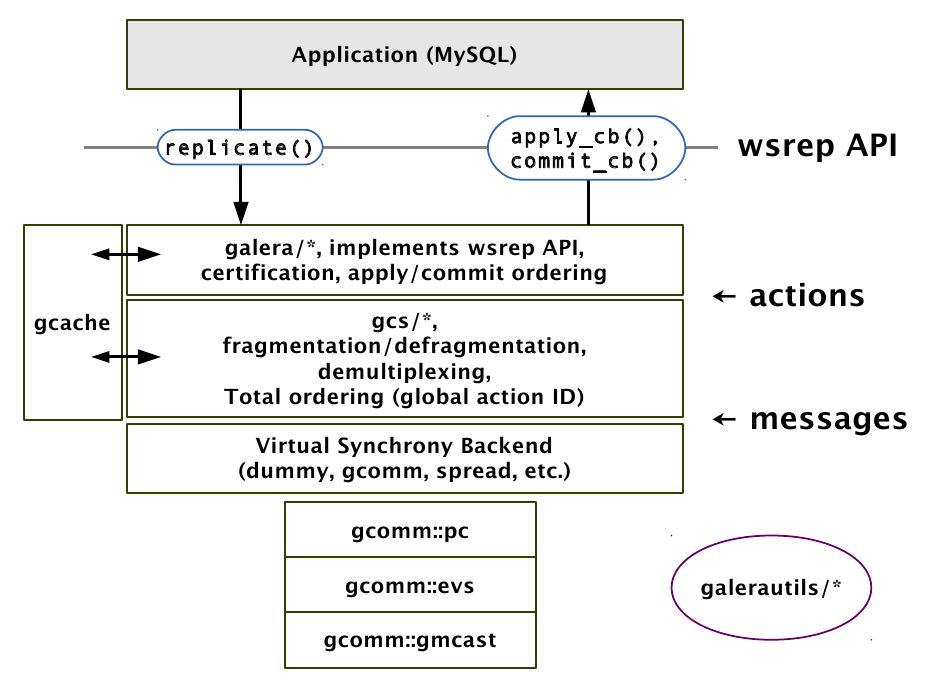 Application (MySQL)
replicate()
apply_cb(),
commit_cb()
wsrep API
galera/*, implements wsrep API,
certification, apply/commit ordering
← actions
gcache
gcs/*,
fragmentation/defragmentation,
demultiplexing,
Total ordering (global action ID)
← messages
Virtual Synchrony Backend
(dummy, gcomm, spread, etc.)
gcomm::pc
gcomm::evs
galerautils/*
gcomm::gmcast